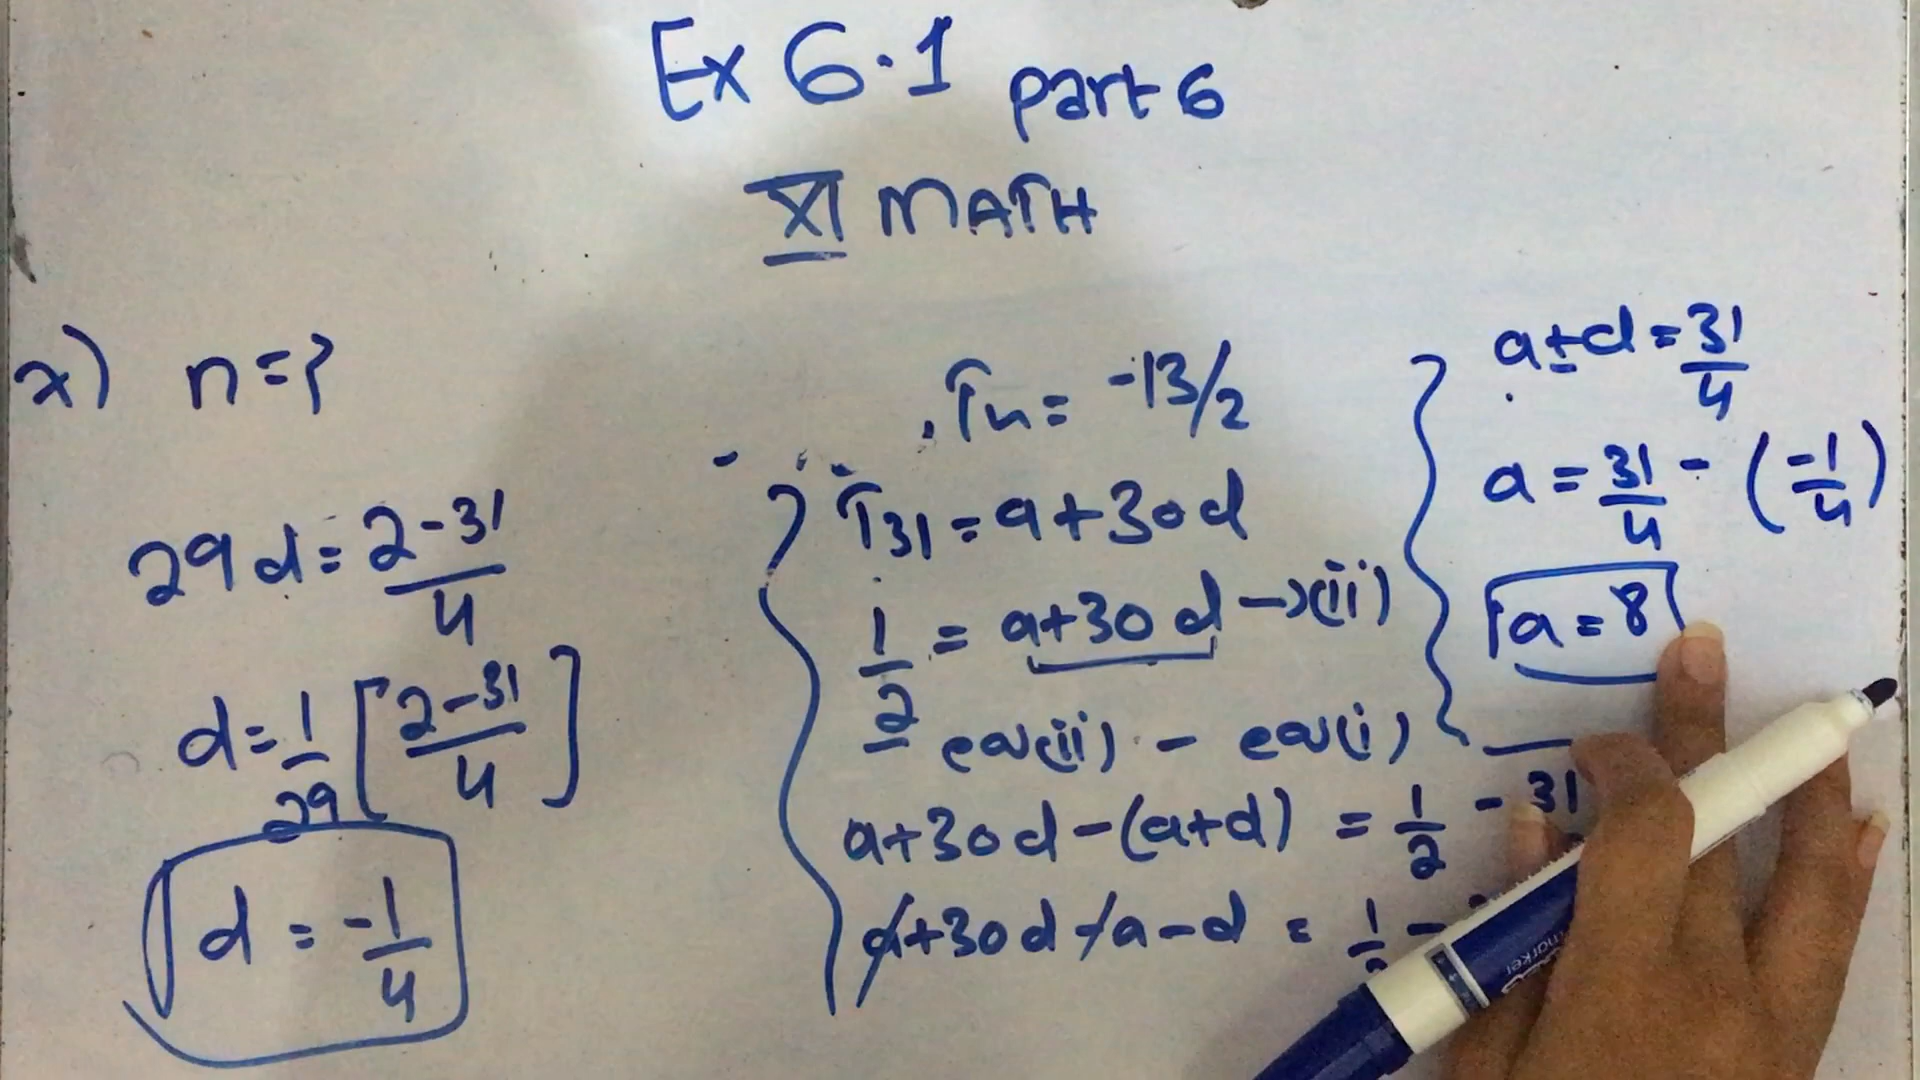 Ex 6.1 part 6
XI MATH
x) n=?
29d = 2-31/4
d = 1/29 [2-31/4]
d = -1/4
Tn = -13/2
T31 = a+30d
1/2 = a+30d →(ii)
eq(ii) - eq(i)
a+30d-(a+d) = 1/2 - 31
a+30d-a-d = 1/
a+d = 31/4
a = 31/4 - (-1/4)
a = 8
marker